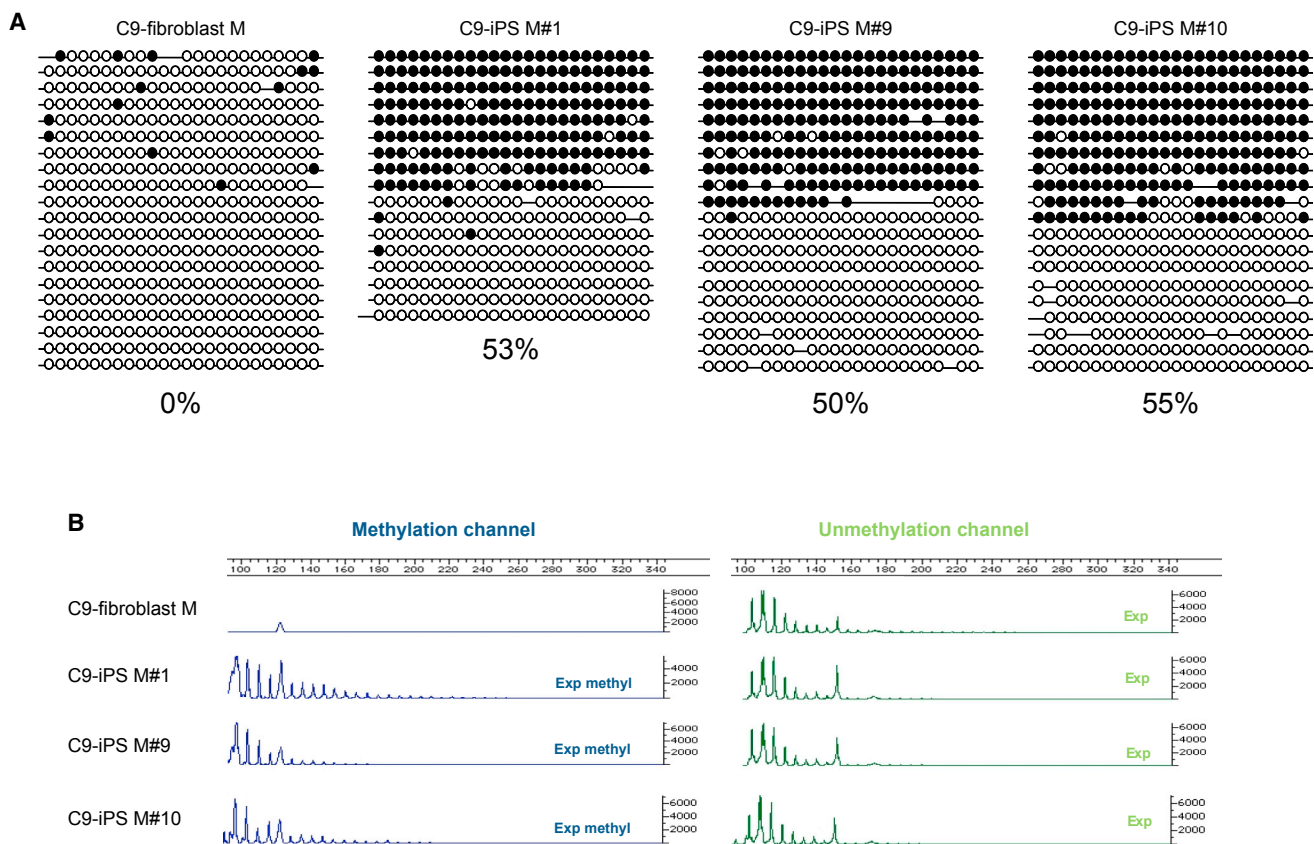 A
C9-fibroblast M
C9-iPS M#1
C9-iPS M#9
C9-iPS M#10
0%
53%
50%
55%
B
Methylation channel
Unmethylation channel
100 120 140 160 180 200 220 240 260 280 300 320 340
100 120 140 160 180 200 220 240 260 280 300 320 340
C9-fibroblast M
8000
6000
4000
2000
Exp
6000
4000
2000
C9-iPS M#1
Exp methyl
4000
2000
Exp
6000
4000
2000
C9-iPS M#9
Exp methyl
6000
4000
2000
Exp
6000
4000
2000
C9-iPS M#10
Exp methyl
6000
4000
2000
Exp
6000
4000
2000